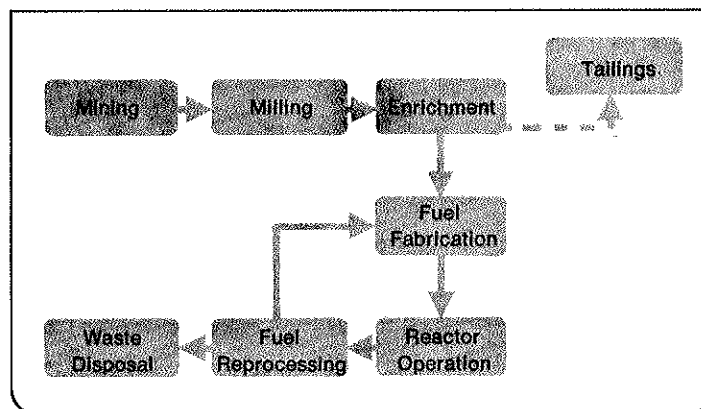 Tailings
Mining
Milling
Enrichment
Fuel
Fabrication
Waste
Disposal
Fuel
Reprocessing
Reactor
Operation